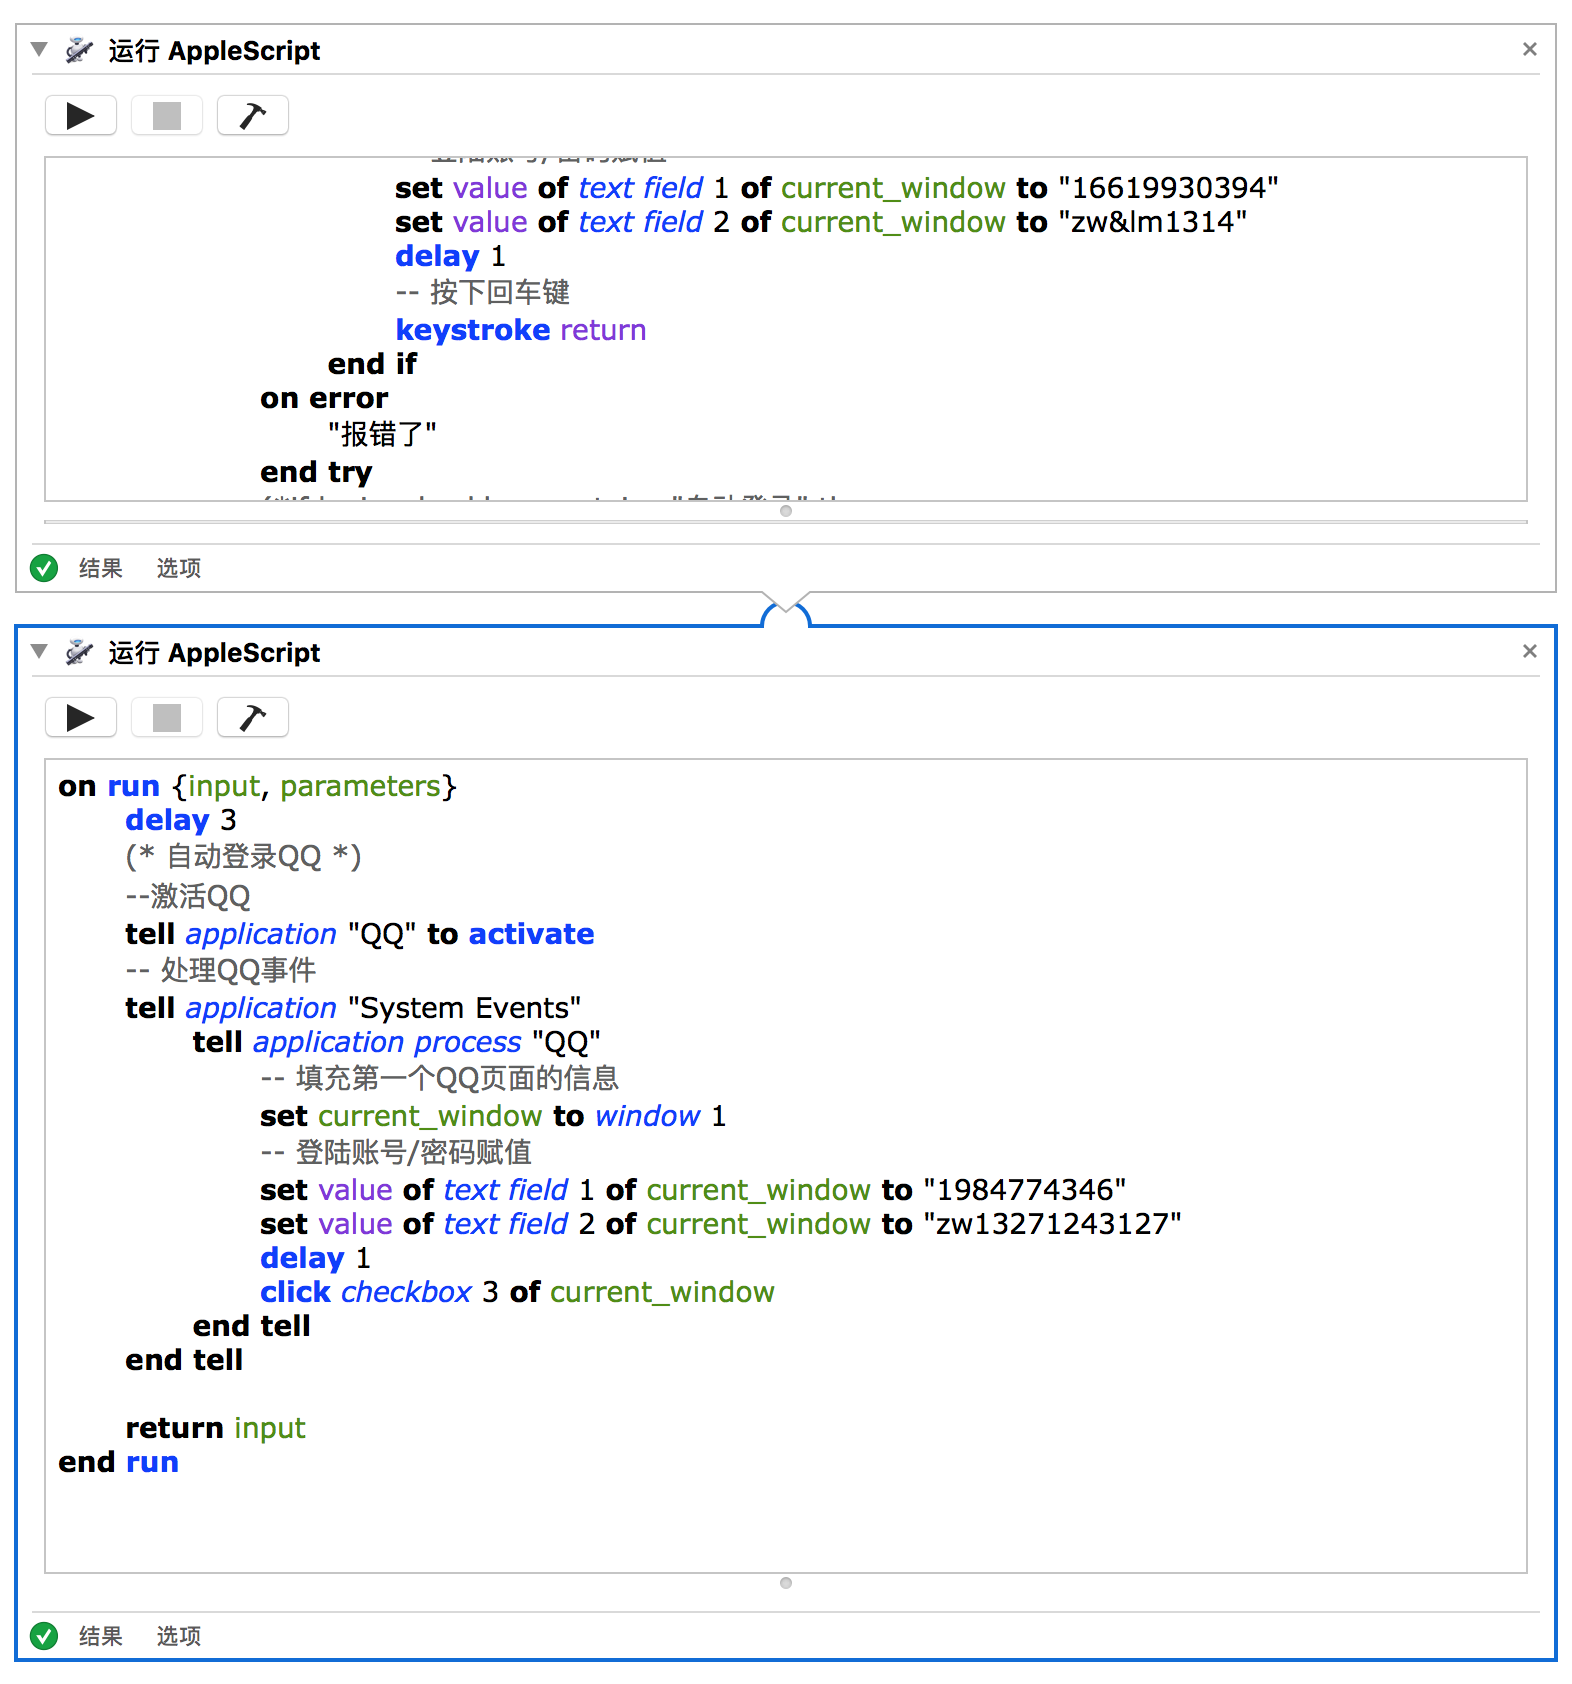 运行 AppleScript
set value of text field 1 of current_window to "16619930394"
set value of text field 2 of current_window to "zw&lm1314"
delay 1
-- 按下回车键
keystroke return
end if
on error
"报错了"
end try
结果 选项
运行 AppleScript
on run {input, parameters}
delay 3
(* 自动登录QQ *)
--激活QQ
tell application "QQ" to activate
-- 处理QQ事件
tell application "System Events"
tell application process "QQ"
-- 填充第一个QQ页面的信息
set current_window to window 1
-- 登陆账号/密码赋值
set value of text field 1 of current_window to "1984774346"
set value of text field 2 of current_window to "zw13271243127"
delay 1
click checkbox 3 of current_window
end tell
end tell
return input
end run
结果 选项